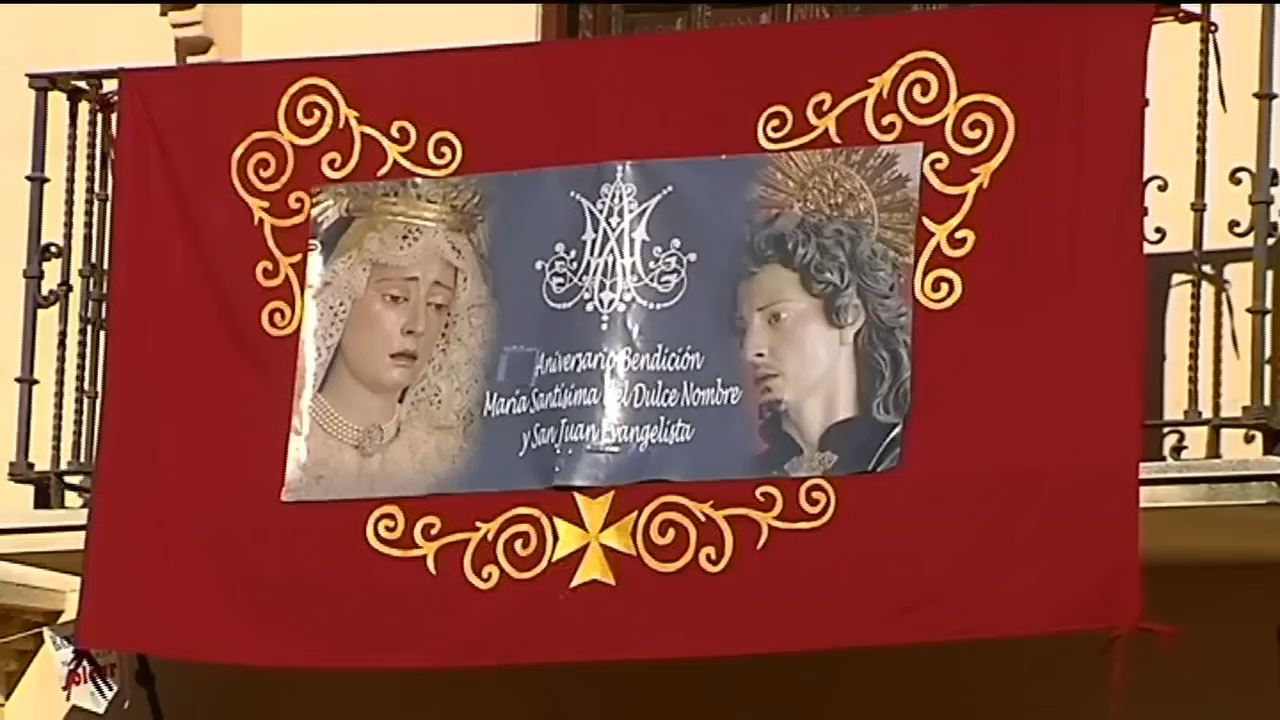 Aniversario Bendición
María Santísima del Dulce Nombre
y San Juan Evangelista